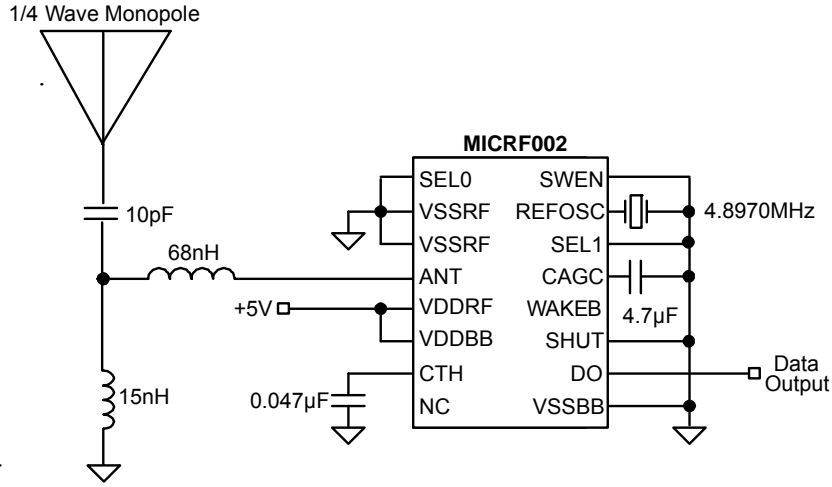 1/4 Wave Monopole
MICRF002
SEL0 SWEN
10pF VSSRF REFOSC 4.8970MHz
VSSRF SEL1
68nH
ANT CAGC
+5V VDDRF WAKEB 4.7µF
VDDBB SHUT
CTH DO Data
Output
15nH 0.047µF
NC VSSBB